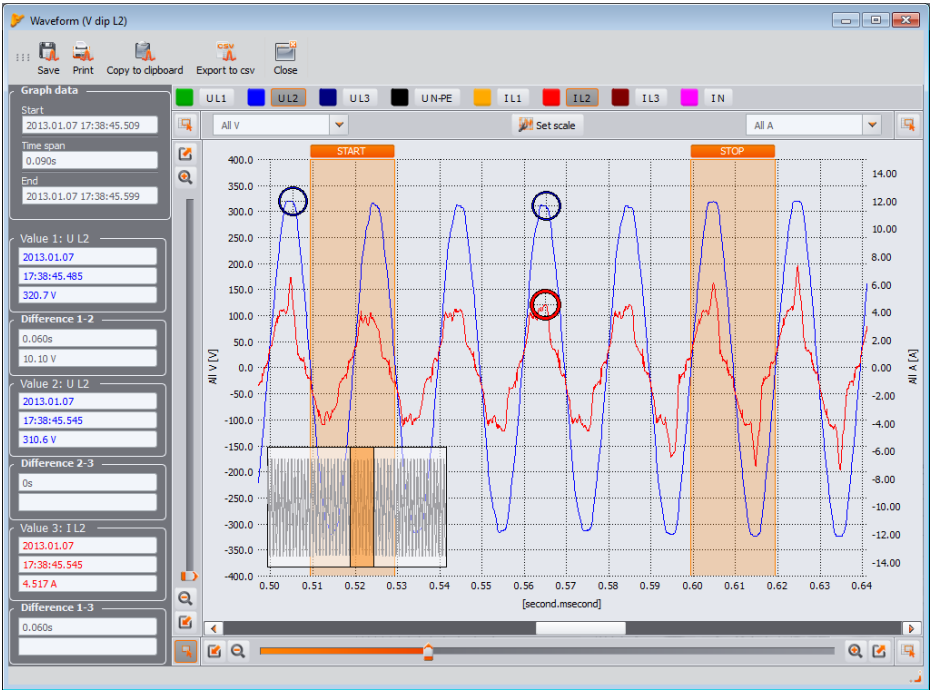 Waveform (V dip L2)
CSV
Save Print Copy to clipboard Export to csv Close
Graph data
Start
2013.01.07 17:38:45.509
Time span
0.090s
End
2013.01.07 17:38:45.599
Value 1: U L2
2013.01.07
17:38:45.485
320.7 V
Difference 1-2
0.060s
10.10 V
Value 2: U L2
2013.01.07
17:38:45.545
310.6 V
Difference 2-3
0s
Value 3: I L2
2013.01.07
17:38:45.545
4.517 A
Difference 1-3
0.060s
U L1 U L2 U L3 U N-PE I L1 I L2 I L3 I N
All V Set scale All A
START STOP
400.0
350.0
300.0
250.0
200.0
150.0
100.0
50.0
0.0
-50.0
-100.0
-150.0
-200.0
-250.0
-300.0
-350.0
-400.0
All V [V]
14.00
12.00
10.00
8.00
6.00
4.00
2.00
0.00
-2.00
-4.00
-6.00
-8.00
-10.00
-12.00
-14.00
All A [A]
0.50 0.51 0.52 0.53 0.54 0.55 0.56 0.57 0.58 0.59 0.60 0.61 0.62 0.63 0.64
[second.msecond]